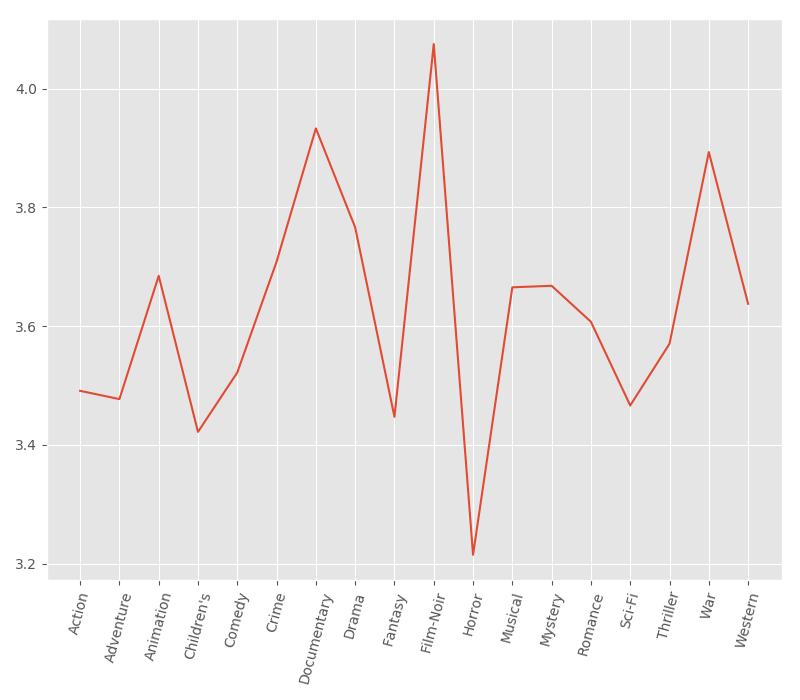 4.0
3.8
3.6
3.4
3.2
Action
Adventure
Animation
Children's
Comedy
Crime
Documentary
Drama
Fantasy
Film-Noir
Horror
Musical
Mystery
Romance
Sci-Fi
Thriller
War
Western